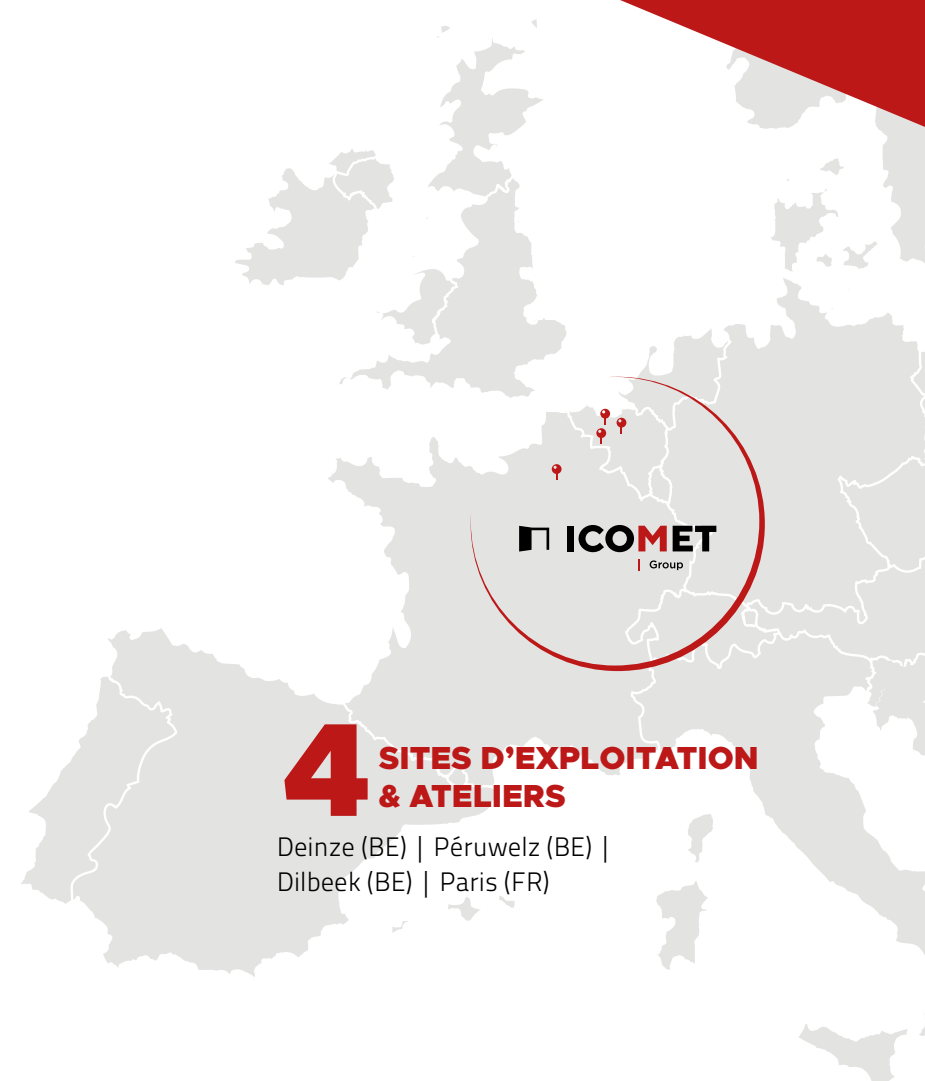 ICOMET
Group
4 SITES D’EXPLOITATION
& ATELIERS
Deinze (BE) | Péruwelz (BE) |
Dilbeek (BE) | Paris (FR)